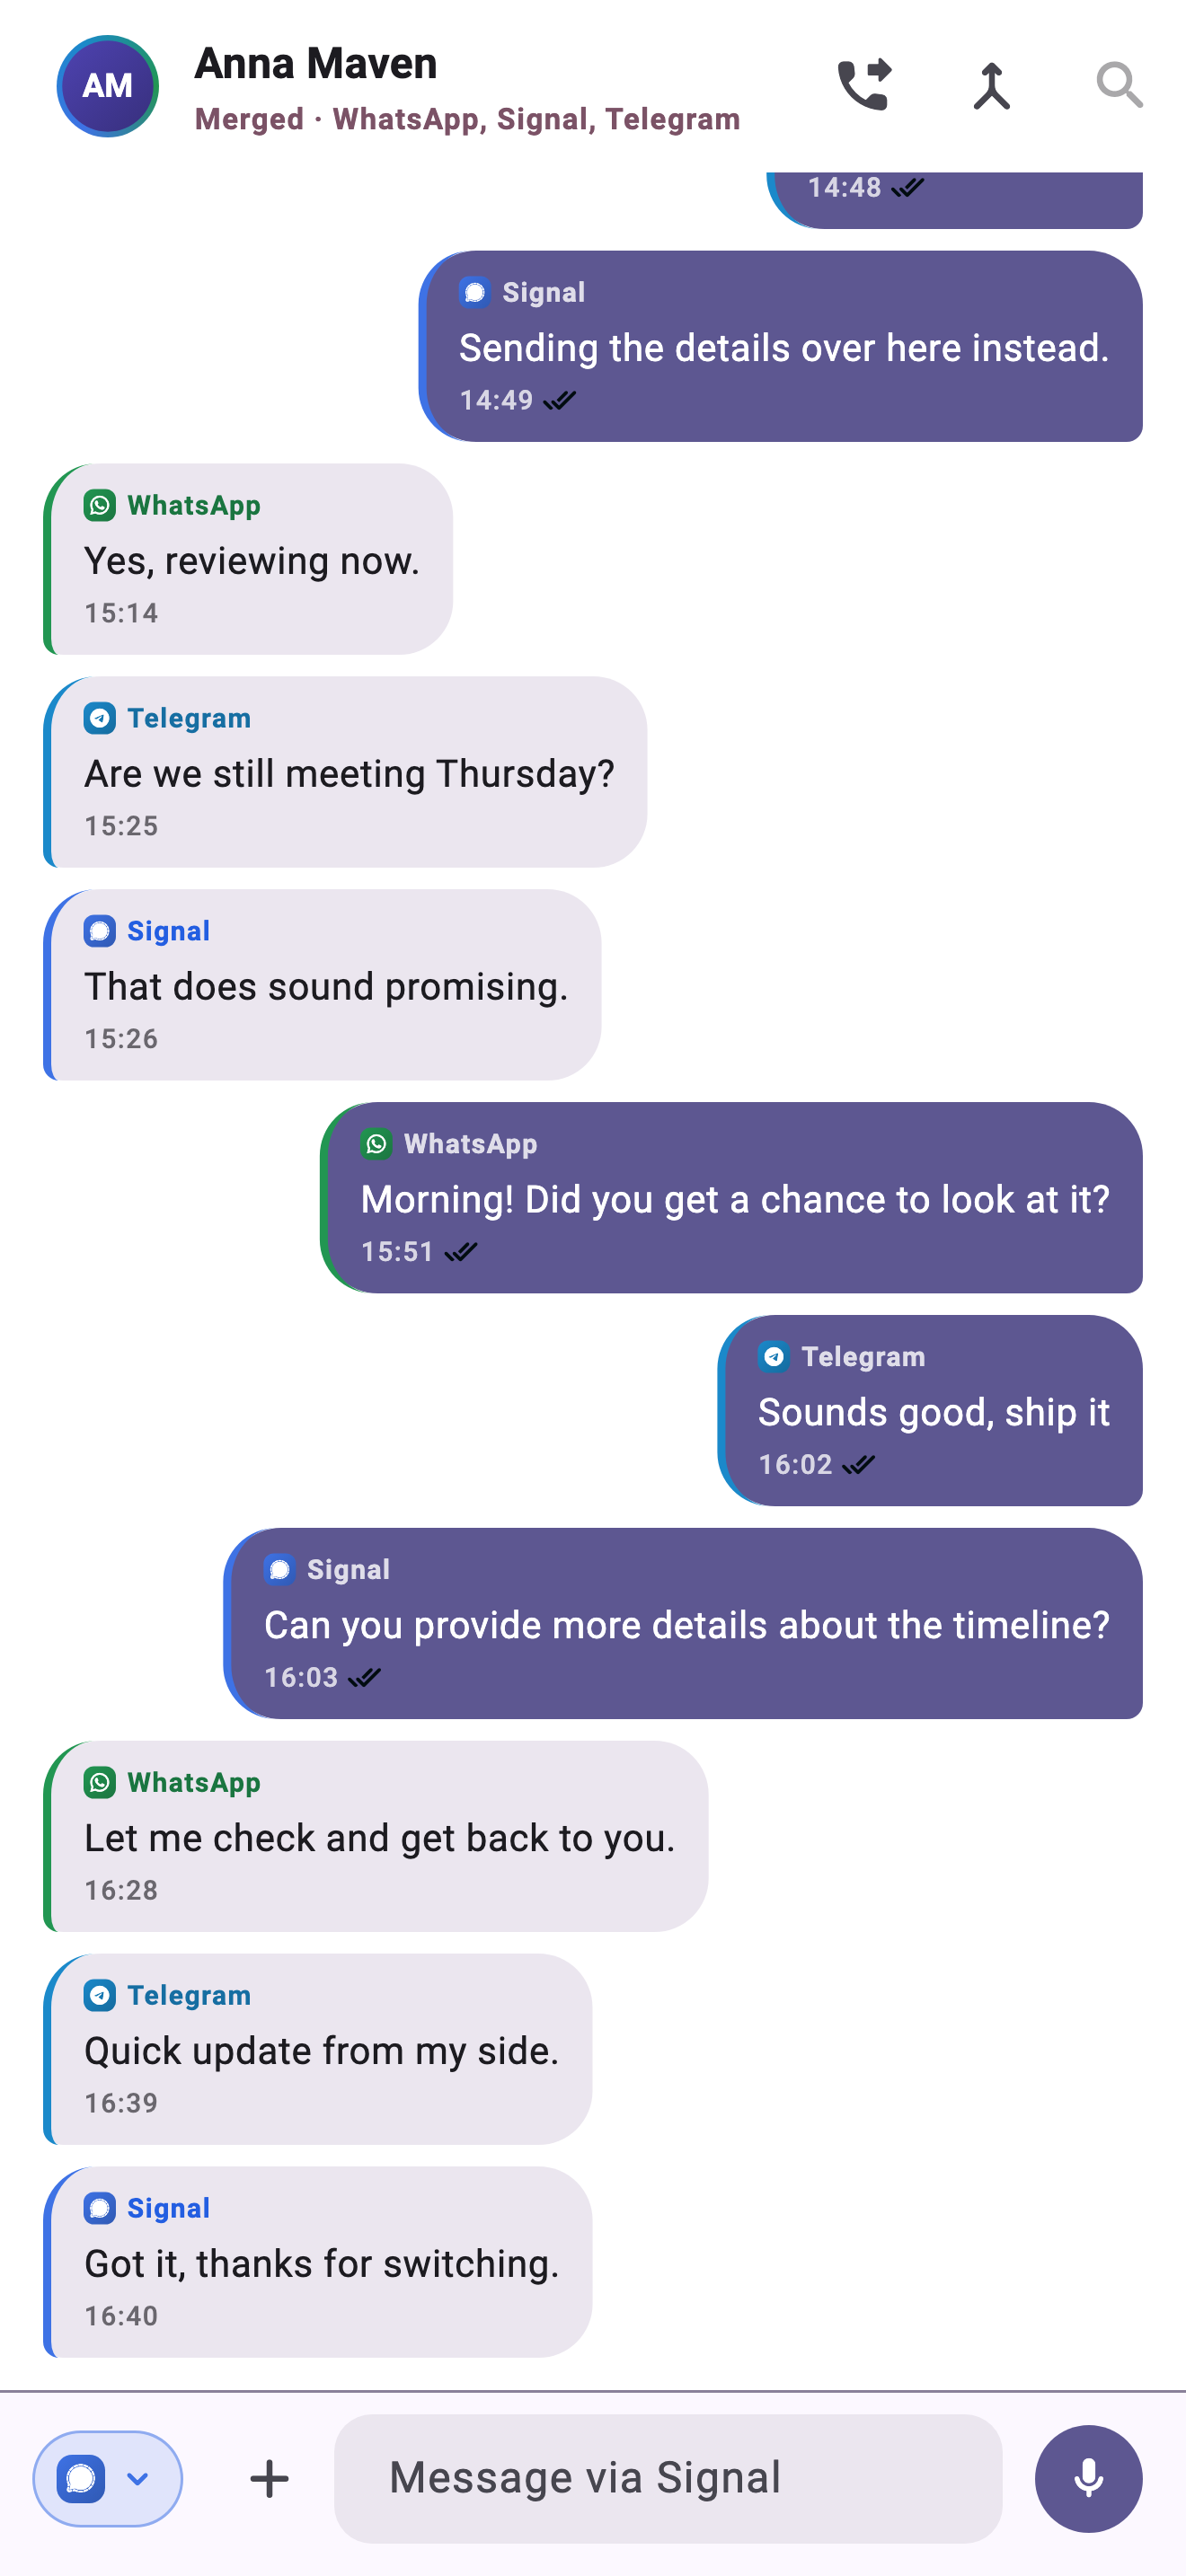 AM
Anna Maven
Merged · WhatsApp, Signal, Telegram
14:48
Signal
Sending the details over here instead.
14:49
WhatsApp
Yes, reviewing now.
15:14
Telegram
Are we still meeting Thursday?
15:25
Signal
That does sound promising.
15:26
WhatsApp
Morning! Did you get a chance to look at it?
15:51
Telegram
Sounds good, ship it
16:02
Signal
Can you provide more details about the timeline?
16:03
WhatsApp
Let me check and get back to you.
16:28
Telegram
Quick update from my side.
16:39
Signal
Got it, thanks for switching.
16:40
Message via Signal